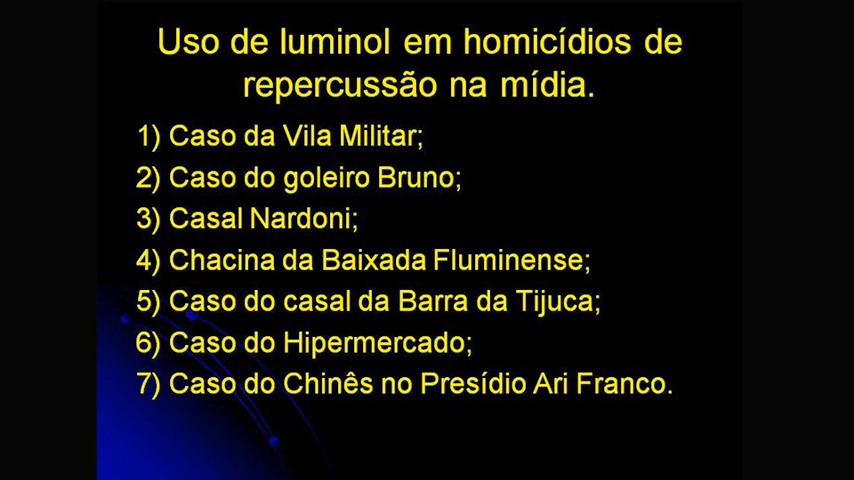 Uso de luminol em homicídios de
repercussão na mídia.
1) Caso da Vila Militar;
2) Caso do goleiro Bruno;
3) Casal Nardoni;
4) Chacina da Baixada Fluminense;
5) Caso do casal da Barra da Tijuca;
6) Caso do Hipermercado;
7) Caso do Chinês no Presídio Ari Franco.